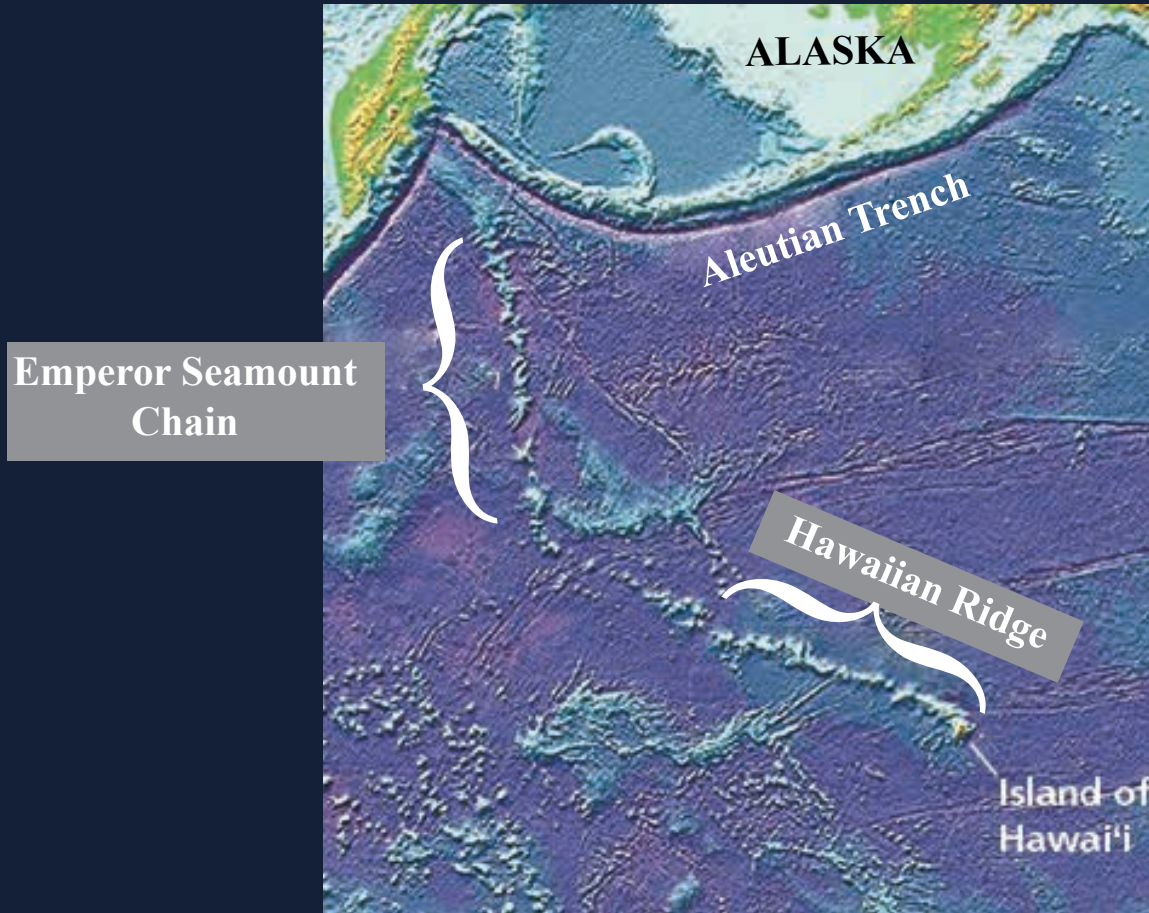 ALASKA
Aleutian Trench
Emperor Seamount
Chain
Hawaiian Ridge
Island of
Hawai‘i